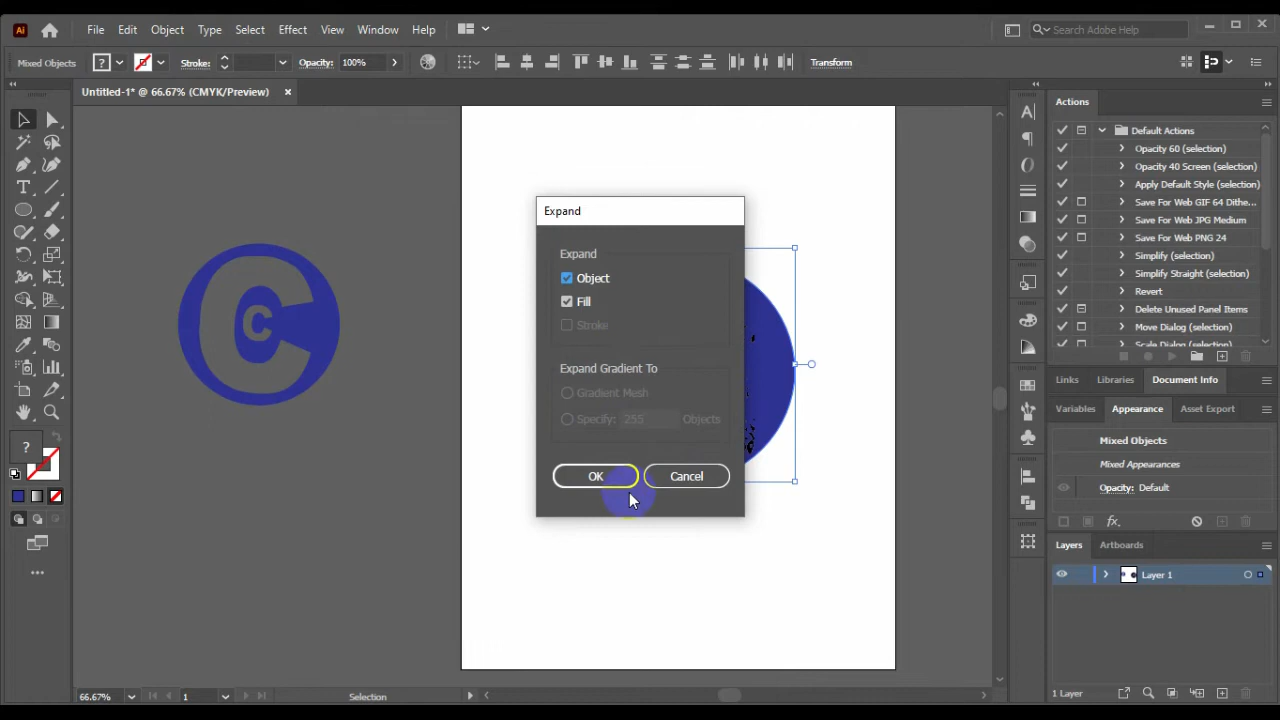 Ai File Edit Object Type Select Effect View Window Help Search Adobe Help
Mixed Objects ? Stroke: Opacity: 100% Transform
Untitled-1* @ 66.67% (CMYK/Preview) ×
Actions
Default Actions
Opacity 60 (selection)
Opacity 40 Screen (selection)
Apply Default Style (selection)
Save For Web GIF 64 Dithe...
Save For Web JPG Medium
Save For Web PNG 24
Simplify (selection)
Simplify Straight (selection)
Revert
Delete Unused Panel Items
Move Dialog (selection)
Scale Dialog (selection)
Links Libraries Document Info
Variables Appearance Asset Export
Mixed Objects
Mixed Appearances
Opacity: Default
fx.
Layers Artboards
Layer 1
1 Layer
C
C
Expand
Expand
Object
Fill
Stroke
Expand Gradient To
Gradient Mesh
Specify: 255 Objects
OK Cancel
?
66.67% 1 Selection